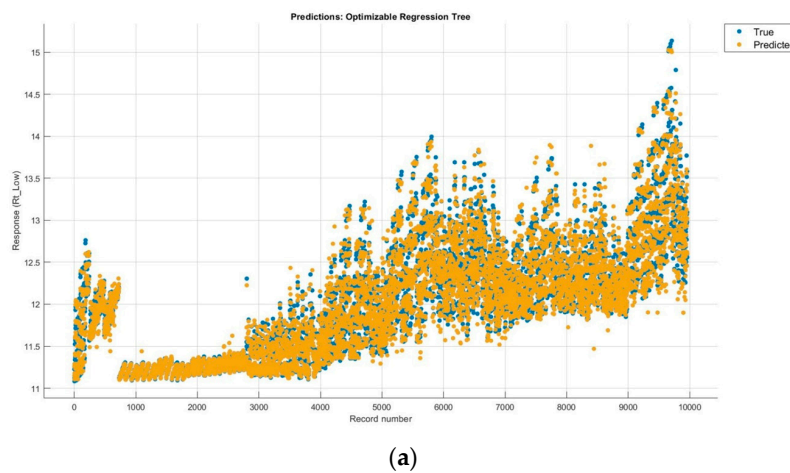 Predictions: Optimizable Regression Tree
True
Predicte
Response (Rt_Low)
15
14.5
14
13.5
13
12.5
12
11.5
11
0 1000 2000 3000 4000 5000 6000 7000 8000 9000 10000
Record number
(a)